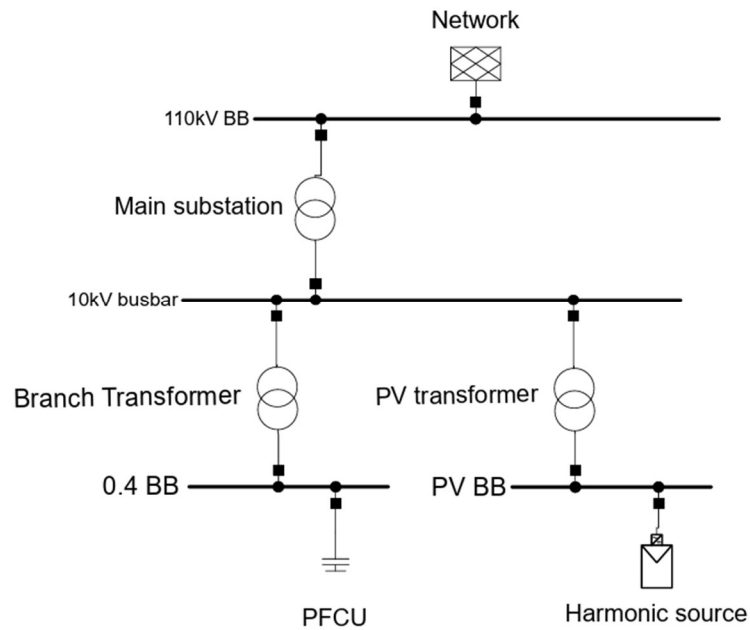 Network
110kV BB
Main substation
10kV busbar
Branch Transformer
PV transformer
0.4 BB
PV BB
PFCU
Harmonic source